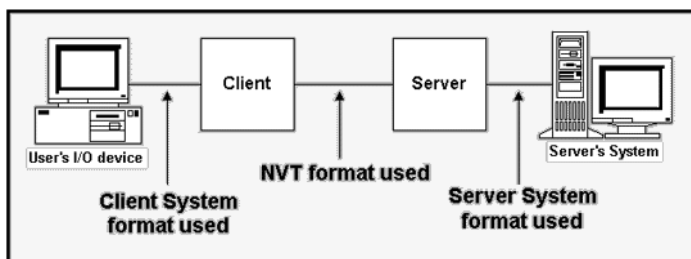 Client
Server
User's I/O device
Server's System
NVT format used
Client System
format used
Server System
format used